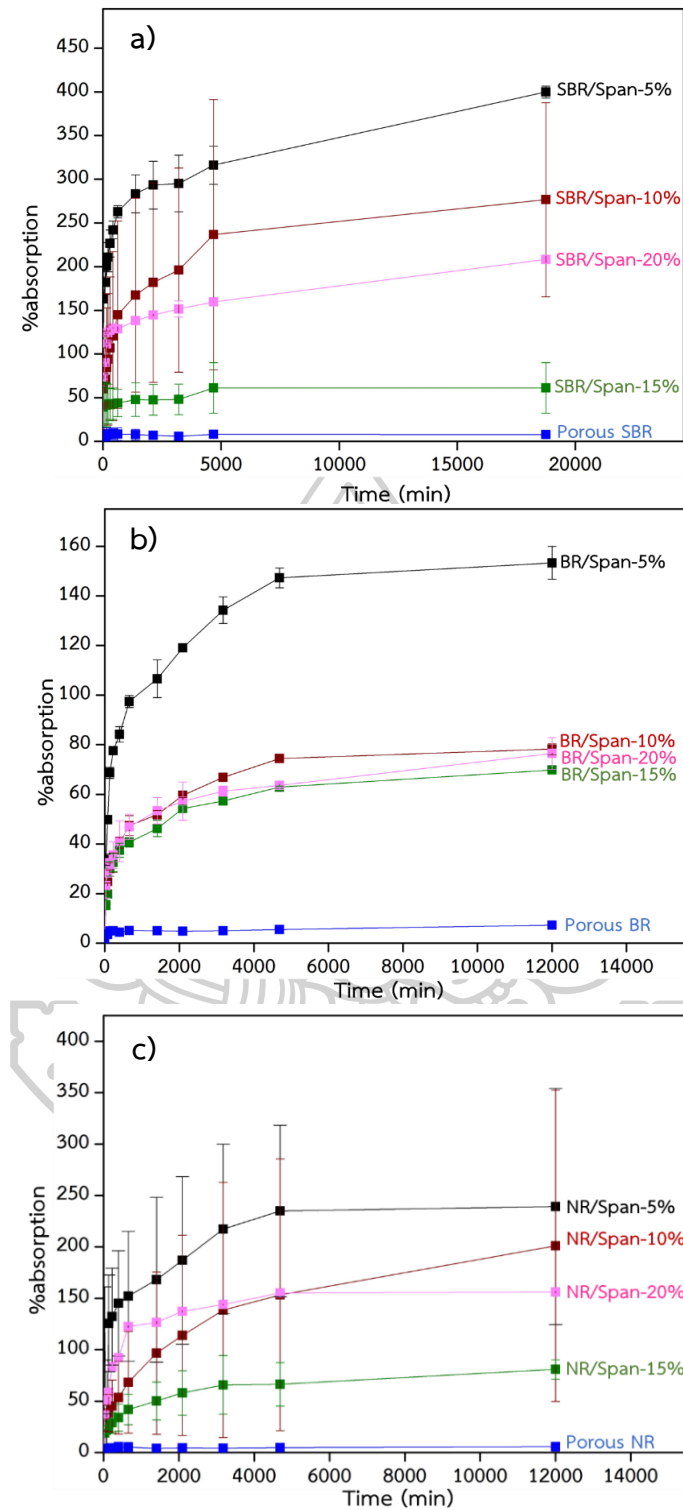 a)
450
400
350
300
250
200
150
100
50
0
%absorption
SBR/Span-5%
SBR/Span-10%
SBR/Span-20%
SBR/Span-15%
Porous SBR
0 5000 10000 15000 20000
Time (min)
b)
160
140
120
100
80
60
40
20
0
%absorption
BR/Span-5%
BR/Span-10%
BR/Span-20%
BR/Span-15%
Porous BR
0 2000 4000 6000 8000 10000 12000 14000
Time (min)
c)
400
350
300
250
200
150
100
50
0
%absorption
NR/Span-5%
NR/Span-10%
NR/Span-20%
NR/Span-15%
Porous NR
0 2000 4000 6000 8000 10000 12000 14000
Time (min)